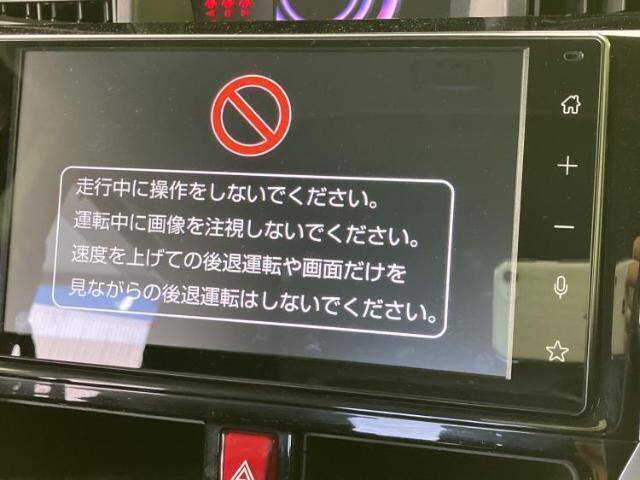 走行中に操作をしないでください。
運転中に画像を注視しないでください。
速度を上げての後退運転や画面だけを
見ながらの後退運転はしないでください。